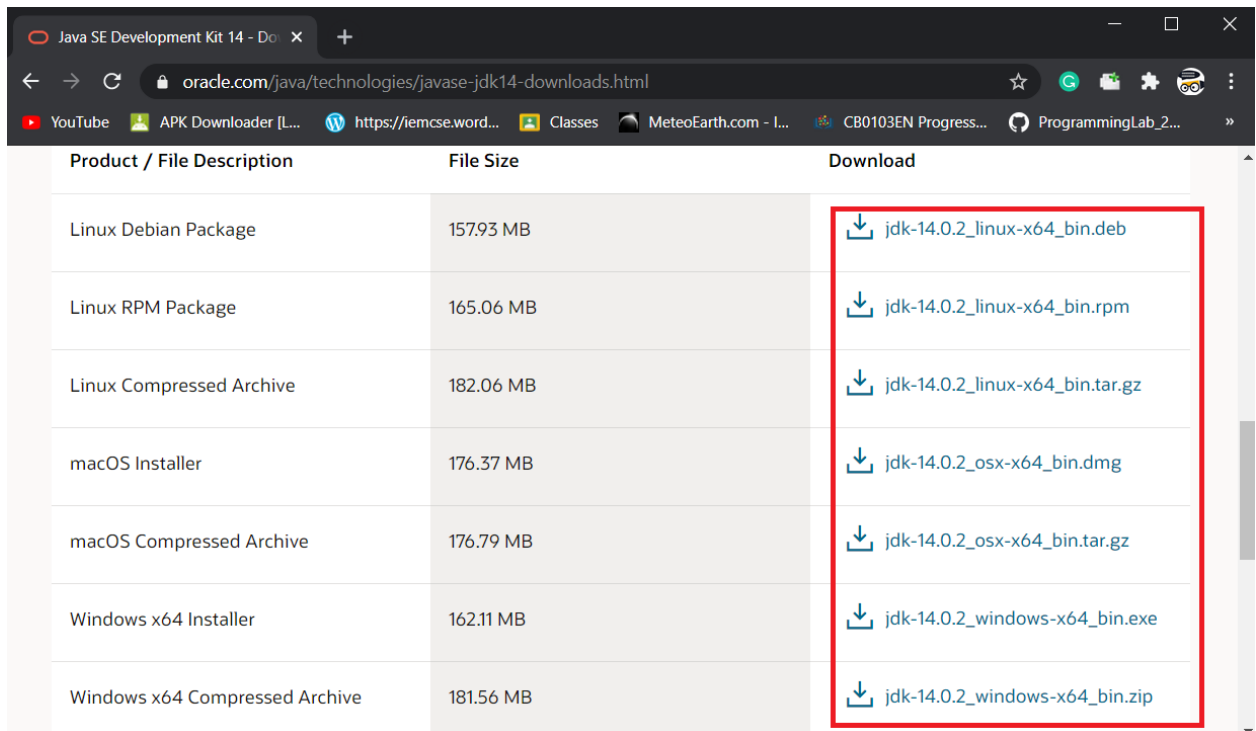 Java SE Development Kit 14 - Do
oracle.com/java/technologies/javase-jdk14-downloads.html
YouTube APK Downloader [L... https://iemcse.word... Classes MeteoEarth.com - I... CB0103EN Progress... ProgrammingLab_2... »
Product / File Description File Size Download
Linux Debian Package 157.93 MB jdk-14.0.2_linux-x64_bin.deb
Linux RPM Package 165.06 MB jdk-14.0.2_linux-x64_bin.rpm
Linux Compressed Archive 182.06 MB jdk-14.0.2_linux-x64_bin.tar.gz
macOS Installer 176.37 MB jdk-14.0.2_osx-x64_bin.dmg
macOS Compressed Archive 176.79 MB jdk-14.0.2_osx-x64_bin.tar.gz
Windows x64 Installer 162.11 MB jdk-14.0.2_windows-x64_bin.exe
Windows x64 Compressed Archive 181.56 MB jdk-14.0.2_windows-x64_bin.zip